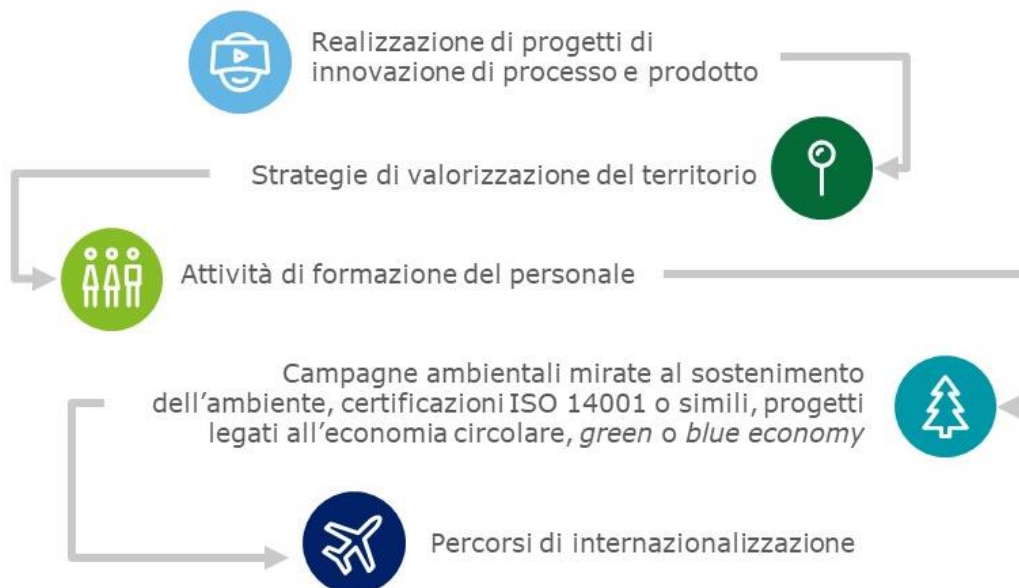 Realizzazione di progetti di
innovazione di processo e prodotto
Strategie di valorizzazione del territorio
Attività di formazione del personale
Campagne ambientali mirate al sostenimento
dell’ambiente, certificazioni ISO 14001 o simili, progetti
legati all’economia circolare, green o blue economy
Percorsi di internazionalizzazione